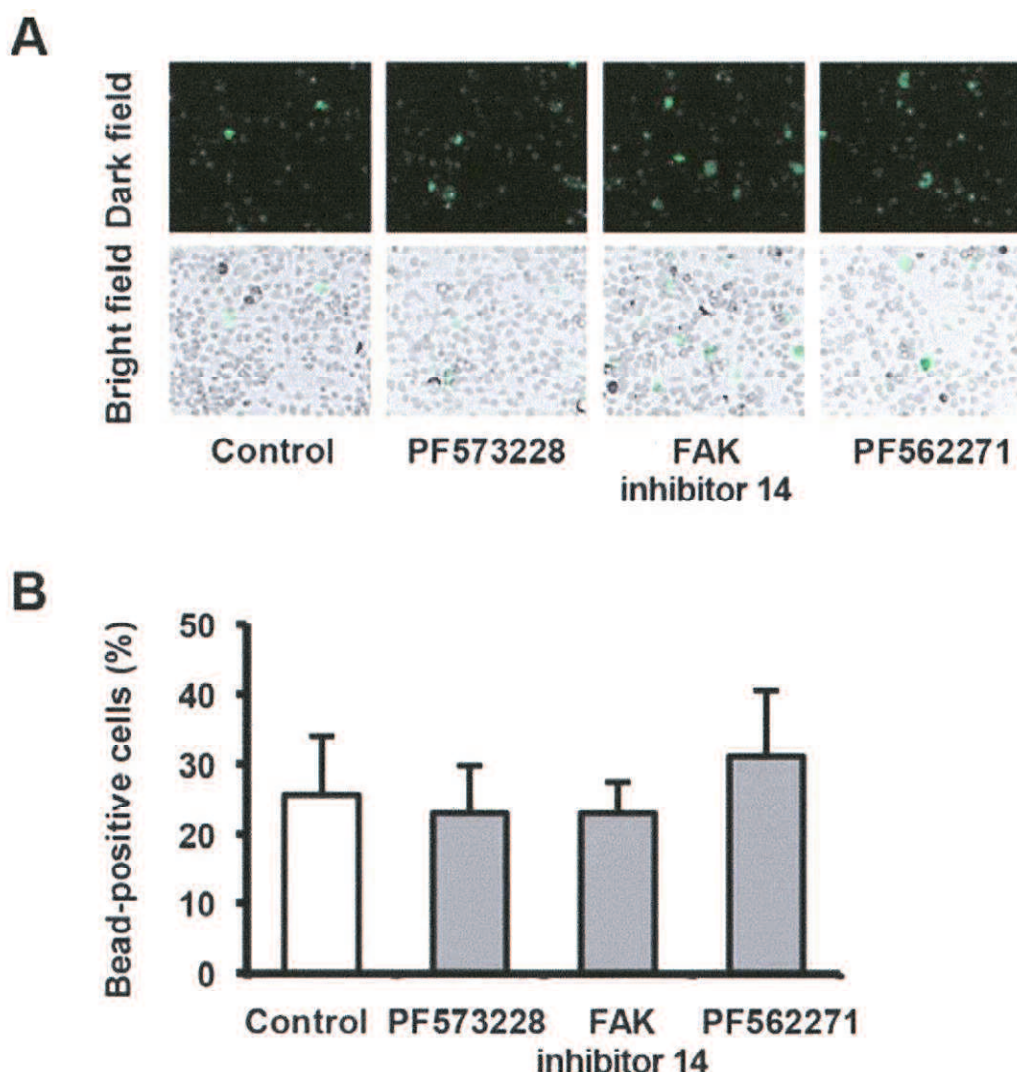 A
Dark field
Bright field
Control
PF573228
FAK
inhibitor 14
PF562271
B
Bead-positive cells (%)
50
40
30
20
10
0
Control
PF573228
FAK
inhibitor 14
PF562271